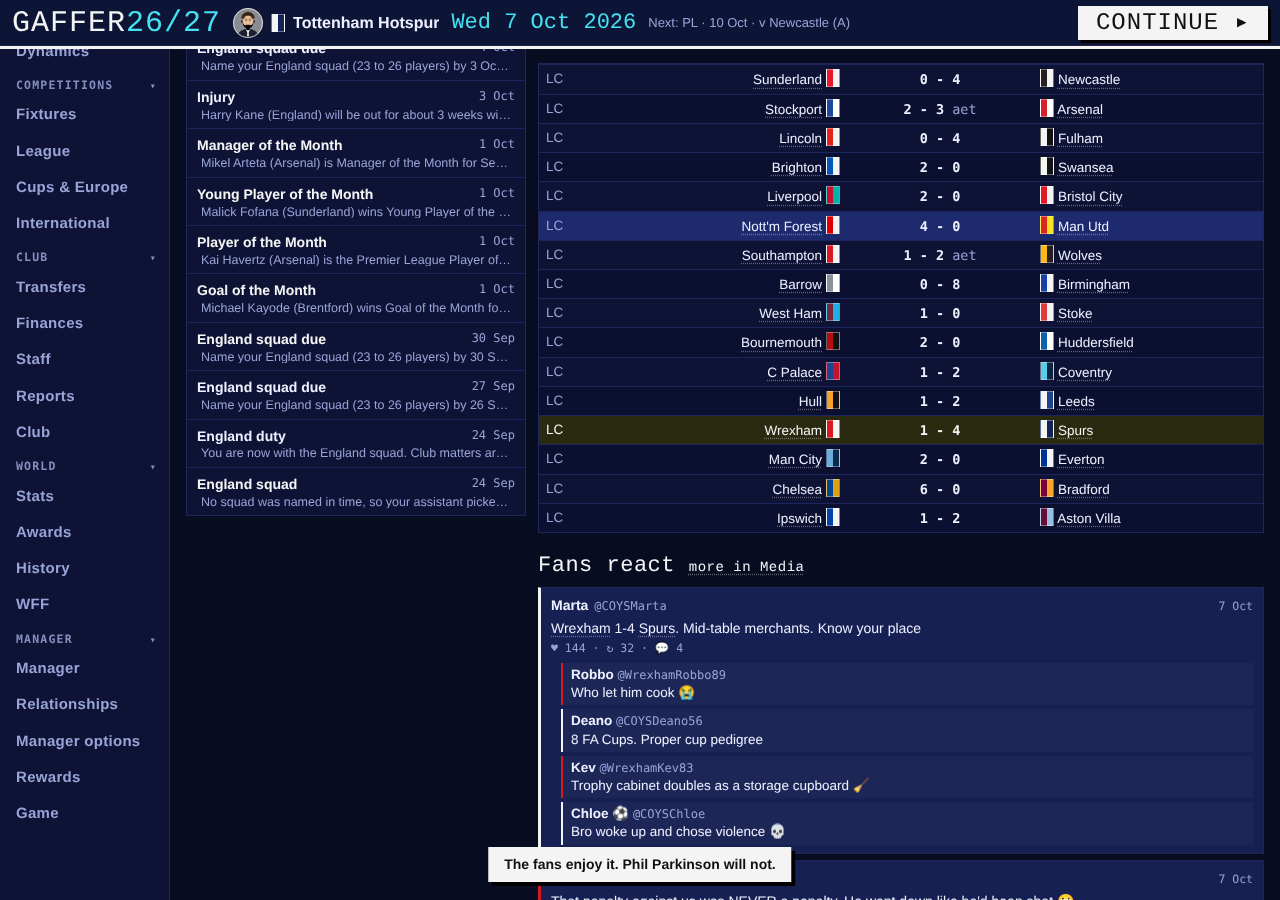 GAFFER26/27 Tottenham Hotspur Wed 7 Oct 2026 Next: PL · 10 Oct · v Newcastle (A) CONTINUE ►
Dynamics
COMPETITIONS ▾
Fixtures
League
Cups & Europe
International
CLUB ▾
Transfers
Finances
Staff
Reports
Club
WORLD ▾
Stats
Awards
History
WFF
MANAGER ▾
Manager
Relationships
Manager options
Rewards
Game
England squad due
Name your England squad (23 to 26 players) by 3 Oc…
Injury 3 Oct
Harry Kane (England) will be out for about 3 weeks wi…
Manager of the Month 1 Oct
Mikel Arteta (Arsenal) is Manager of the Month for Se…
Young Player of the Month 1 Oct
Malick Fofana (Sunderland) wins Young Player of the …
Player of the Month 1 Oct
Kai Havertz (Arsenal) is the Premier League Player of…
Goal of the Month 1 Oct
Michael Kayode (Brentford) wins Goal of the Month fo…
England squad due 30 Sep
Name your England squad (23 to 26 players) by 30 S…
England squad due 27 Sep
Name your England squad (23 to 26 players) by 26 S…
England duty 24 Sep
You are now with the England squad. Club matters ar…
England squad 24 Sep
No squad was named in time, so your assistant picke…
LC Sunderland 0 - 4 Newcastle
LC Stockport 2 - 3 aet Arsenal
LC Lincoln 0 - 4 Fulham
LC Brighton 2 - 0 Swansea
LC Liverpool 2 - 0 Bristol City
LC Nott'm Forest 4 - 0 Man Utd
LC Southampton 1 - 2 aet Wolves
LC Barrow 0 - 8 Birmingham
LC West Ham 1 - 0 Stoke
LC Bournemouth 2 - 0 Huddersfield
LC C Palace 1 - 2 Coventry
LC Hull 1 - 2 Leeds
LC Wrexham 1 - 4 Spurs
LC Man City 2 - 0 Everton
LC Chelsea 6 - 0 Bradford
LC Ipswich 1 - 2 Aston Villa
Fans react more in Media
Marta @COYSMarta 7 Oct
Wrexham 1-4 Spurs. Mid-table merchants. Know your place
♥ 144 · ↻ 32 · 💬 4
Robbo @WrexhamRobbo89
Who let him cook 😭
Deano @COYSDeano56
8 FA Cups. Proper cup pedigree
Kev @WrexhamKev83
Trophy cabinet doubles as a storage cupboard 🧹
Chloe ⚽ @COYSChloe
Bro woke up and chose violence 💀
The fans enjoy it. Phil Parkinson will not.
7 Oct
That penalty against us was NEVER a penalty. He went down like he'd been shot